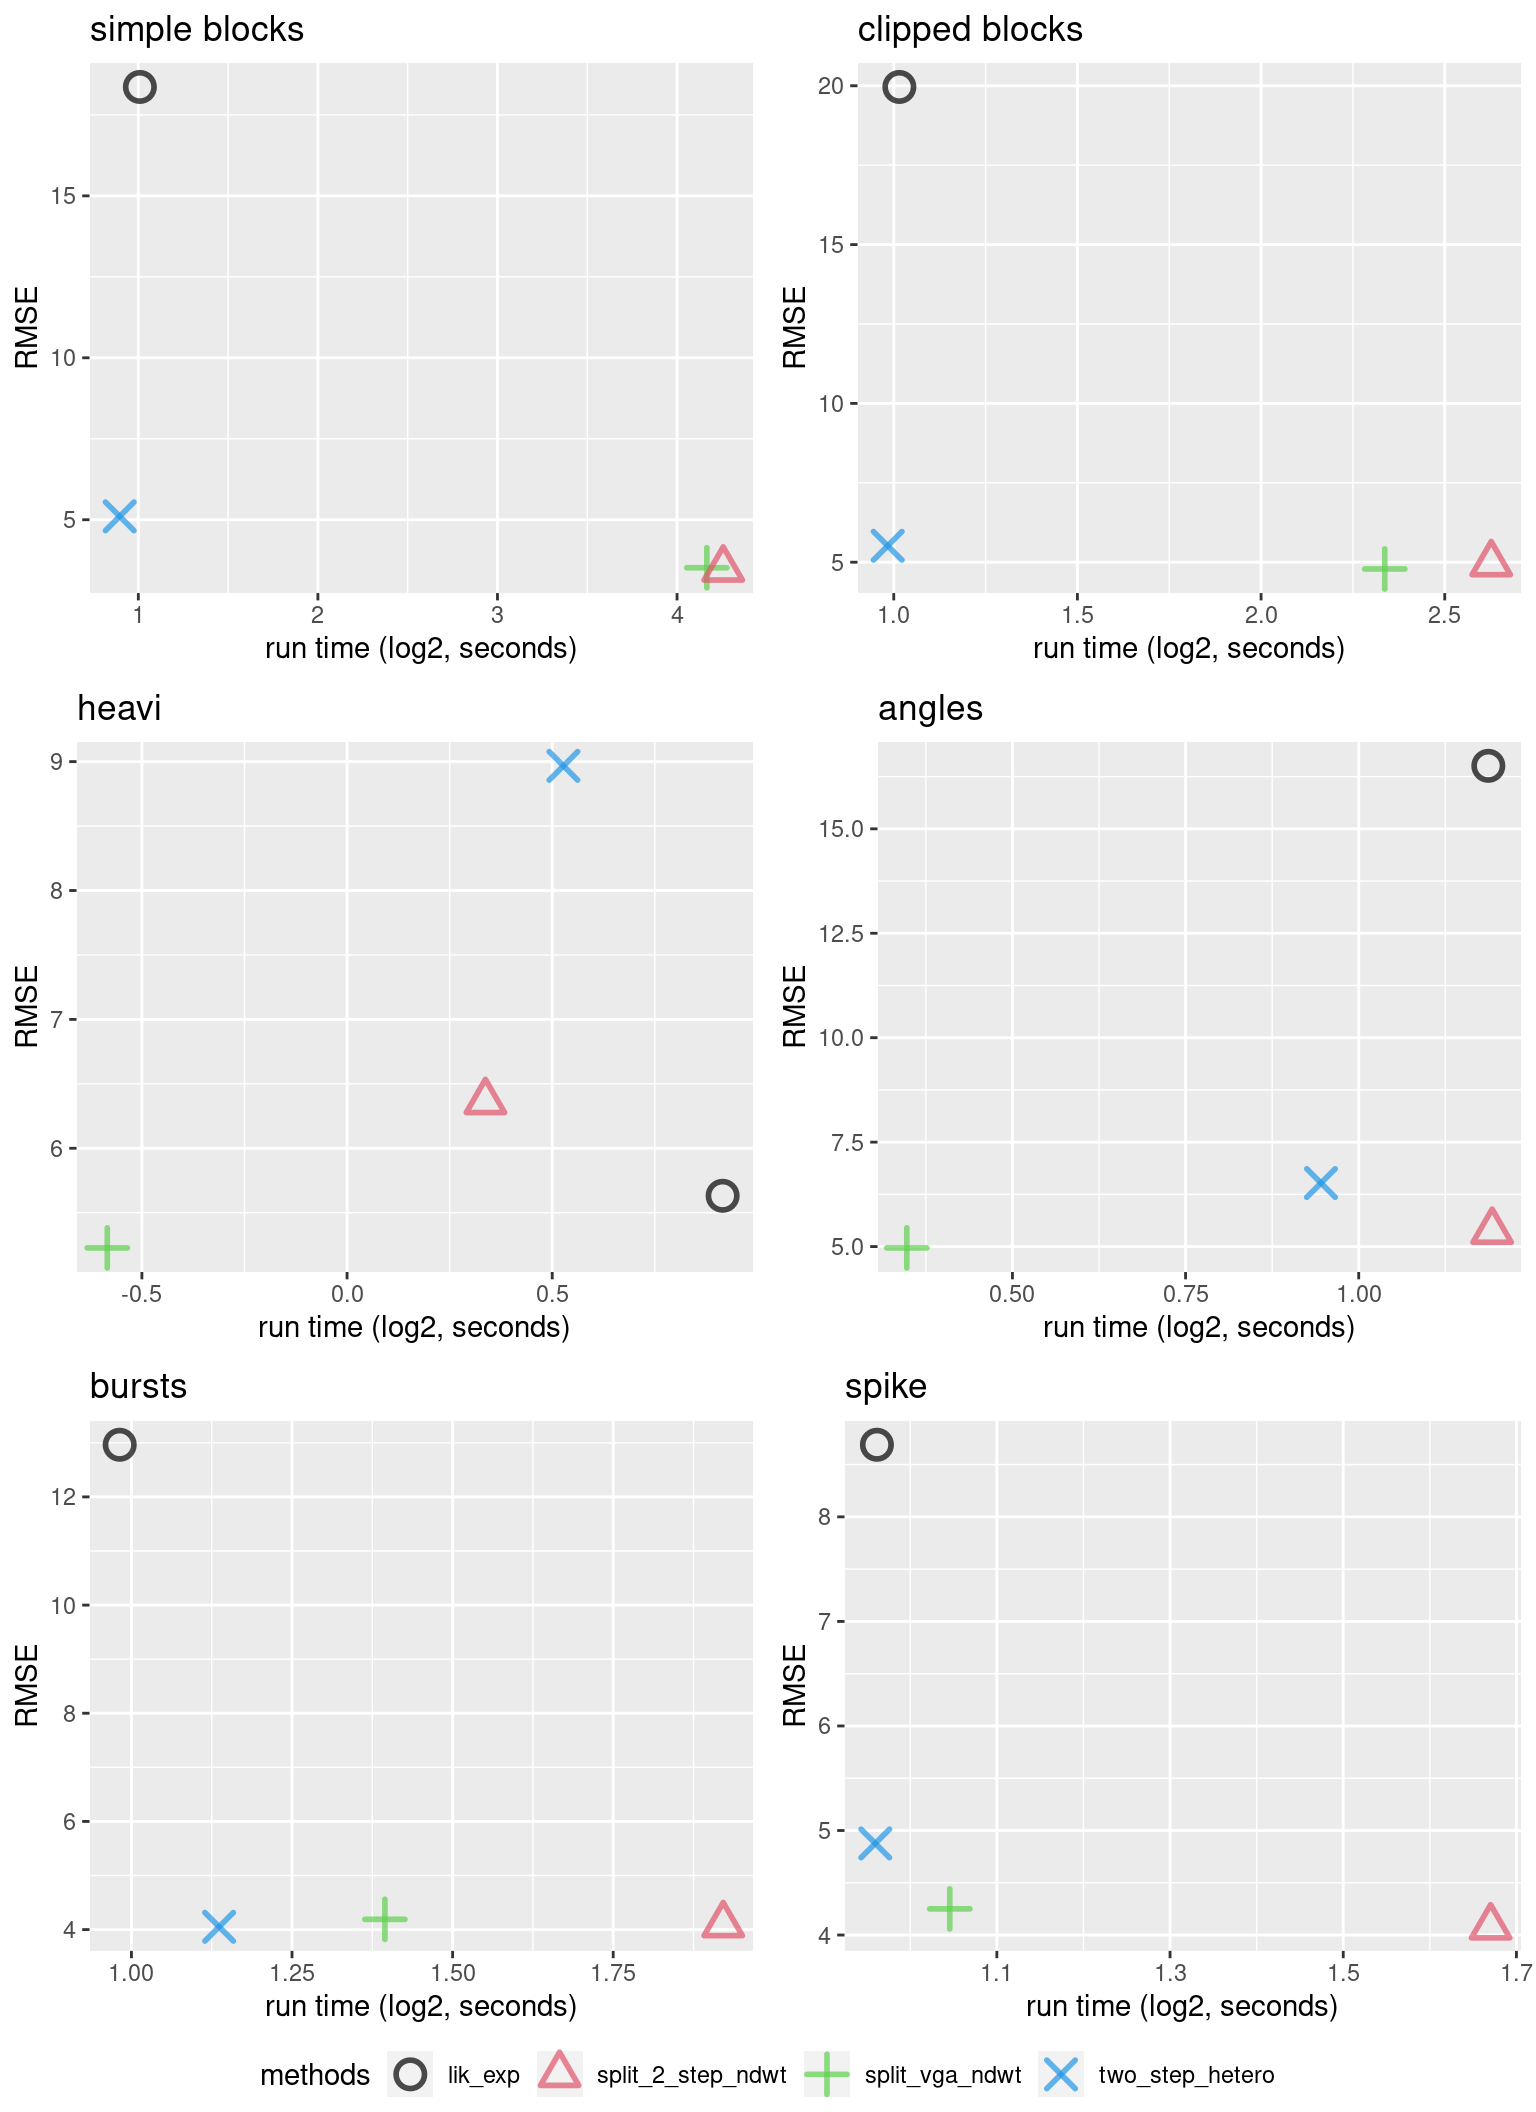 simple blocks
RMSE
15
10
5
1 2 3 4
run time (log2, seconds)
clipped blocks
RMSE
20
15
10
5
1.0 1.5 2.0 2.5
run time (log2, seconds)
heavi
RMSE
9
8
7
6
-0.5 0.0 0.5
run time (log2, seconds)
angles
RMSE
15.0
12.5
10.0
7.5
5.0
0.50 0.75 1.00
run time (log2, seconds)
bursts
RMSE
12
10
8
6
4
1.00 1.25 1.50 1.75
run time (log2, seconds)
spike
RMSE
8
7
6
5
4
1.1 1.3 1.5 1.7
run time (log2, seconds)
methods lik_exp split_2_step_ndwt split_vga_ndwt two_step_hetero